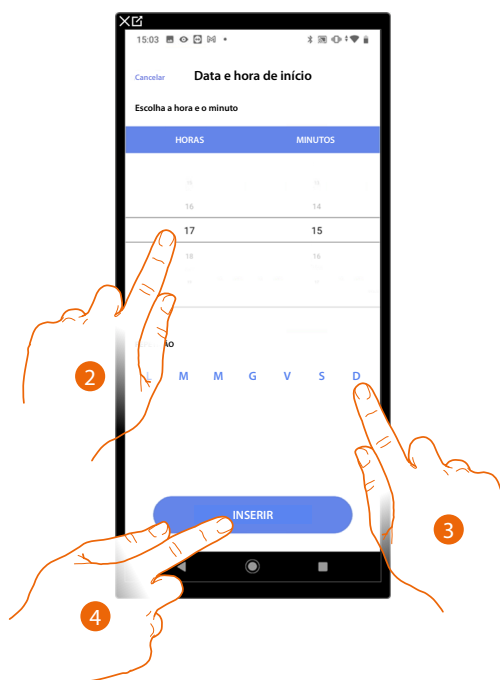 15:03
Cancelar Data e hora de início
Escolha a hora e o minuto
HORAS MINUTOS
16 14
17 15
18 16
ÃO
L M M G V S D
2
INSERIR
3
4